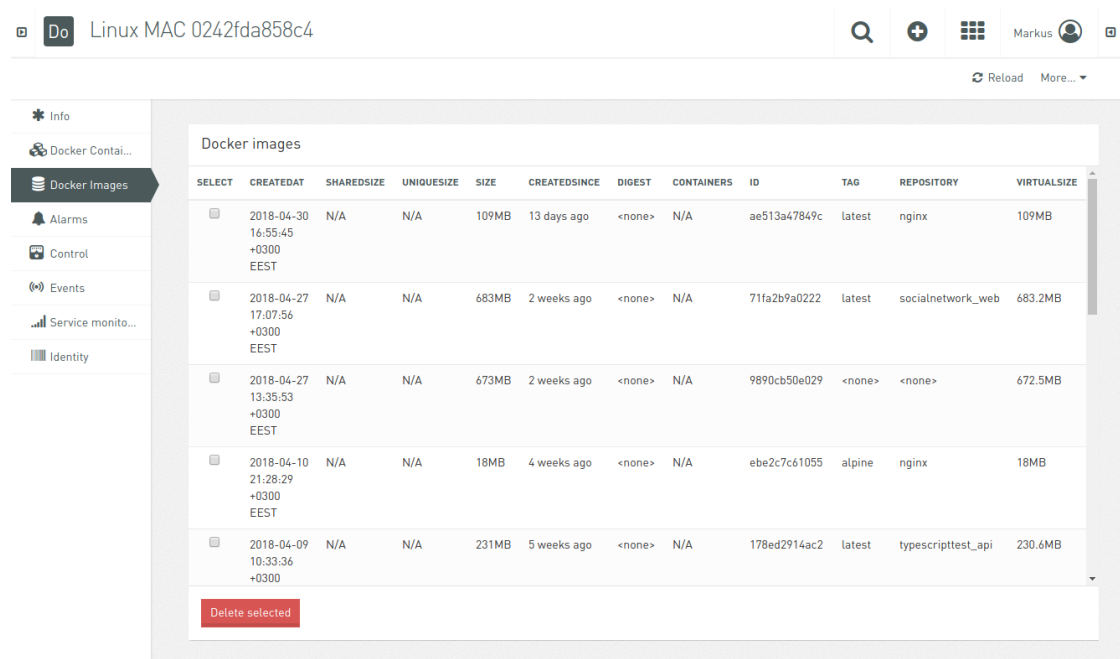 Do Linux MAC 0242fda858c4
Markus
Reload More...
Info
Docker Contai...
Docker Images
Alarms
Control
Events
Service monito...
Identity
Docker images
SELECT CREATEDAT SHAREDSIZE UNIQUESIZE SIZE CREATEDSINCE DIGEST CONTAINERS ID TAG REPOSITORY VIRTUALSIZE
2018-04-30 N/A N/A 109MB 13 days ago <none> N/A ae513a47849c latest nginx 109MB
16:55:45
+0300
EEST
2018-04-27 N/A N/A 683MB 2 weeks ago <none> N/A 71fa2b9a0222 latest socialnetwork_web 683.2MB
17:07:56
+0300
EEST
2018-04-27 N/A N/A 673MB 2 weeks ago <none> N/A 9890cb50e029 <none> <none> 672.5MB
13:35:53
+0300
EEST
2018-04-10 N/A N/A 18MB 4 weeks ago <none> N/A ebe2c7c61055 alpine nginx 18MB
21:28:29
+0300
EEST
2018-04-09 N/A N/A 231MB 5 weeks ago <none> N/A 178ed2914ac2 latest typescripttest_api 230.6MB
10:33:36
+0300
Delete selected